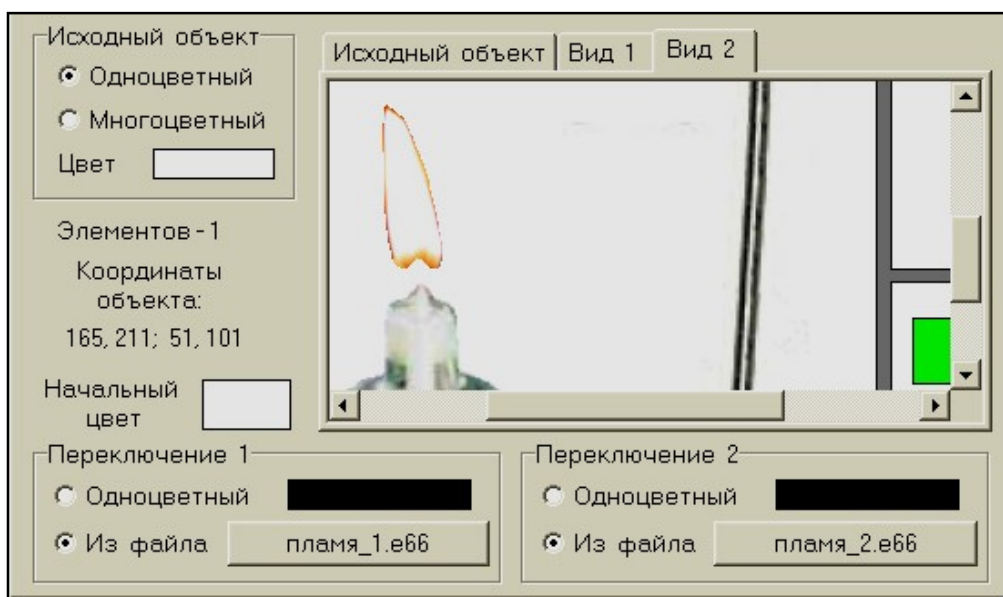 Исходный объект
Одноцветный
Многоцветный
Цвет
Элементов - 1
Координаты
объекта:
165, 211; 51, 101
Начальный
цвет
Исходный объект Вид 1 Вид 2
Переключение 1
Одноцветный
Из файла пламя_1.е66
Переключение 2
Одноцветный
Из файла пламя_2.е66